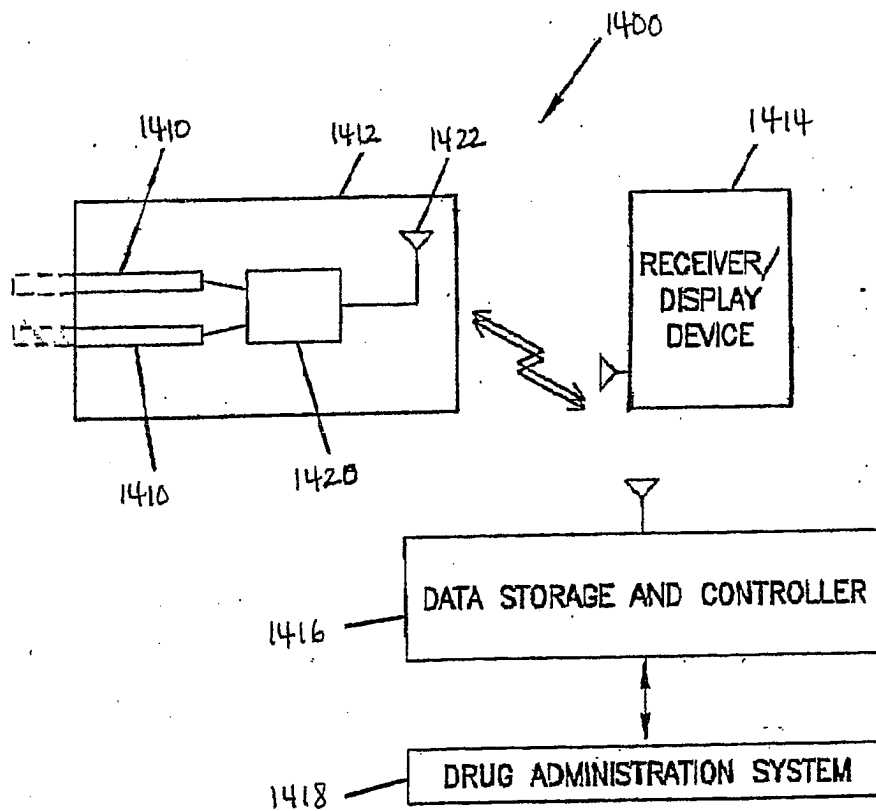 1400
1410
1412
1422
1414
RECEIVER/
DISPLAY
DEVICE
1410
1420
DATA STORAGE AND CONTROLLER
1416
DRUG ADMINISTRATION SYSTEM
1418